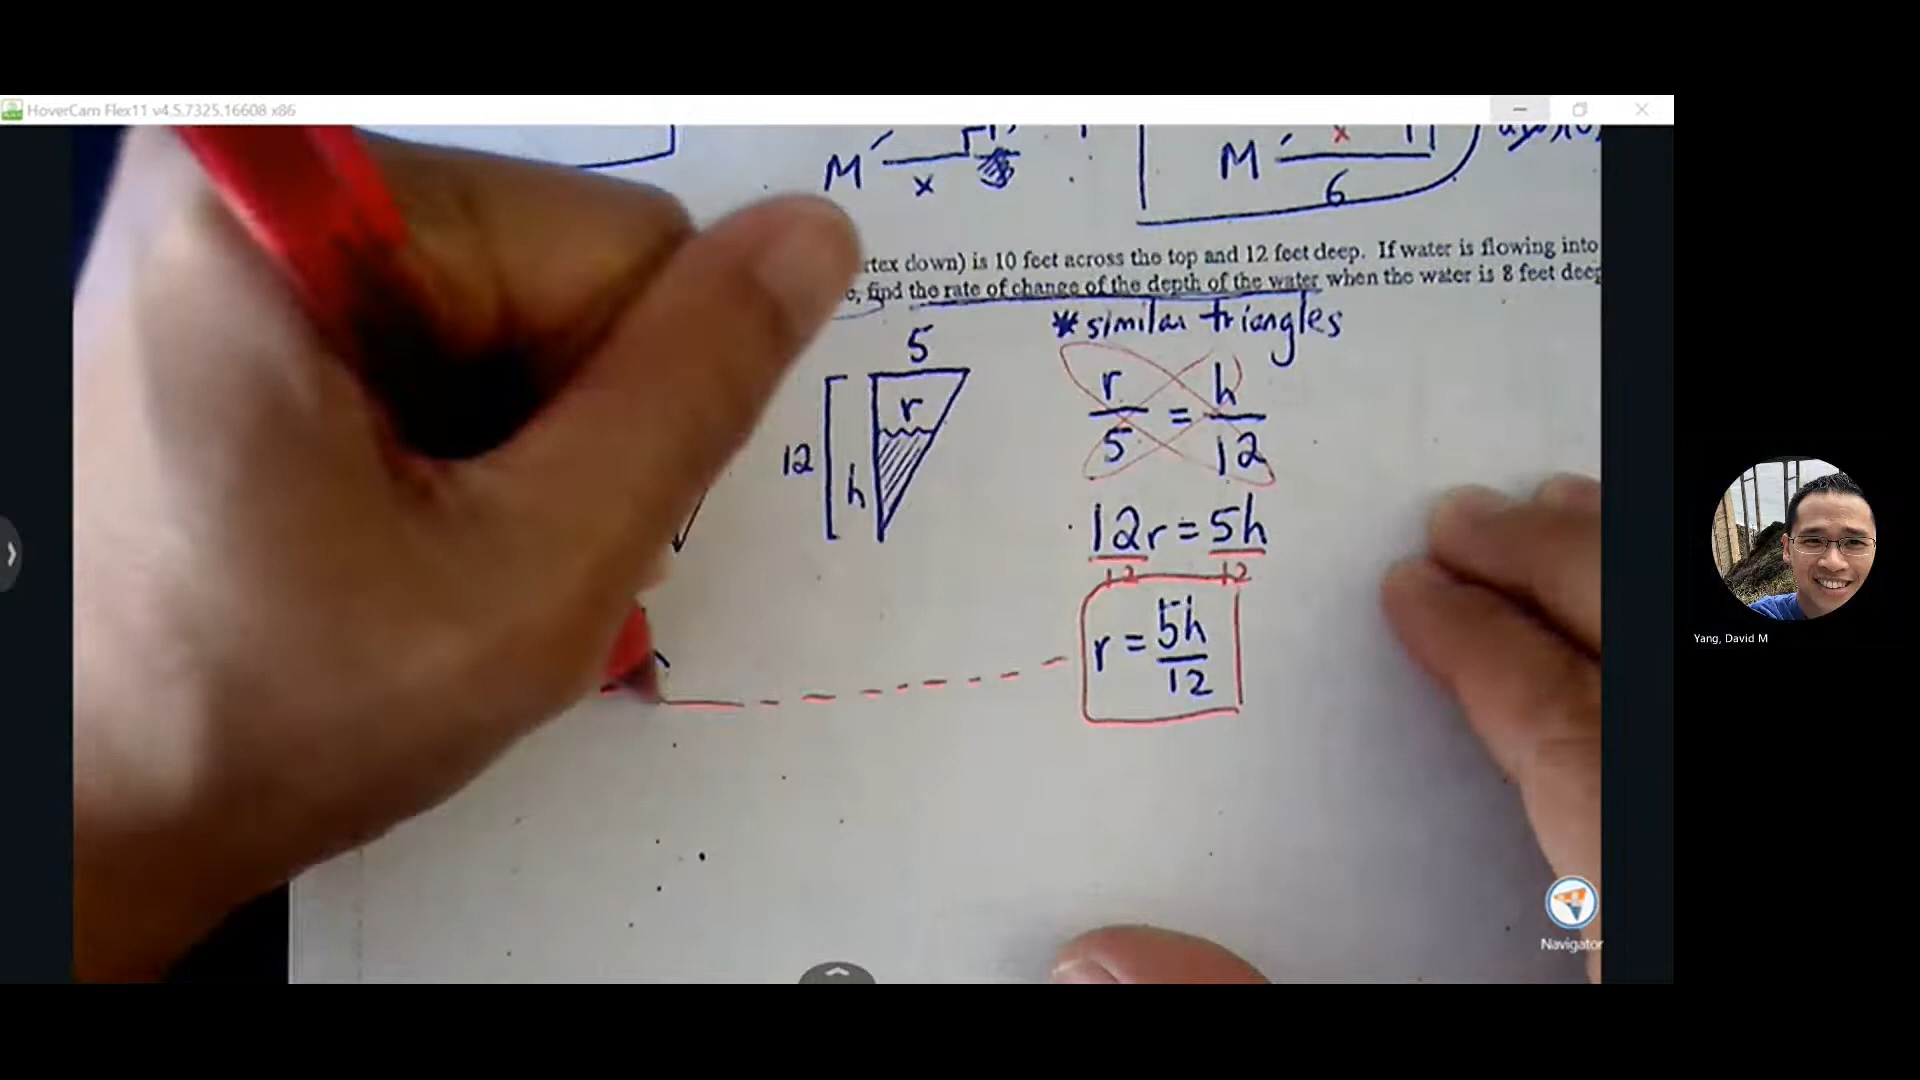 HoverCam Flex11 v4.5.7325.16608 x86
M x
M x 11
6
rtex down) is 10 feet across the top and 12 feet deep. If water is flowing into
find the rate of change of the depth of the water when the water is 8 feet deep
5
*similar triangles
r
12
h
r/5 = h/12
12r = 5h
12 12
r = 5h/12
Yang, David M
Navigator